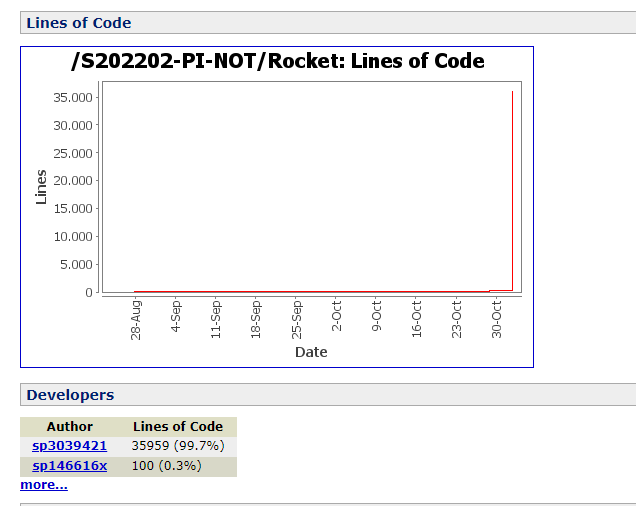 Lines of Code
/S202202-PI-NOT/Rocket: Lines of Code
35.000
30.000
25.000
20.000
15.000
10.000
5.000
0
Lines
28-Aug
4-Sep
11-Sep
18-Sep
25-Sep
2-Oct
9-Oct
16-Oct
23-Oct
30-Oct
Date
Developers
Author Lines of Code
sp3039421 35959 (99.7%)
sp146616x 100 (0.3%)
more...